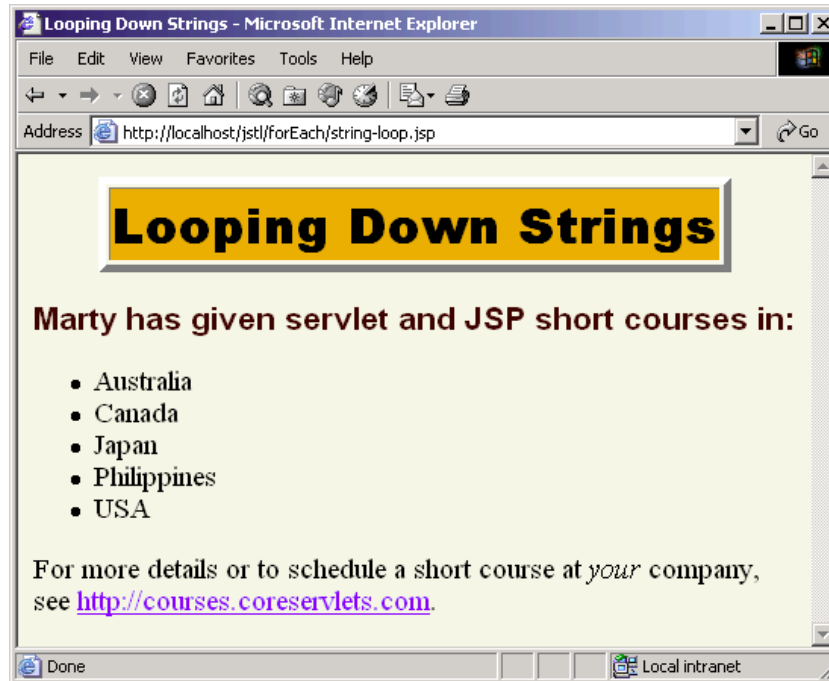 Looping Down Strings - Microsoft Internet Explorer
File Edit View Favorites Tools Help
Address http://localhost/jstl/forEach/string-loop.jsp Go
Looping Down Strings
Marty has given servlet and JSP short courses in:
Australia
Canada
Japan
Philippines
USA
For more details or to schedule a short course at your company,
see http://courses.coreservlets.com.
Done Local intranet